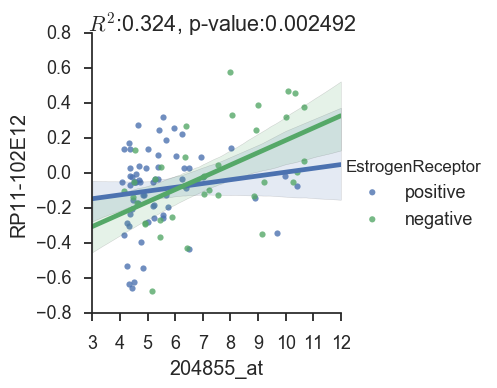 R²:0.324, p-value:0.002492
0.8
0.6
0.4
0.2
0.0
−0.2
−0.4
−0.6
−0.8
RP11-102E12
3 4 5 6 7 8 9 10 11 12
204855_at
EstrogenReceptor
positive
negative